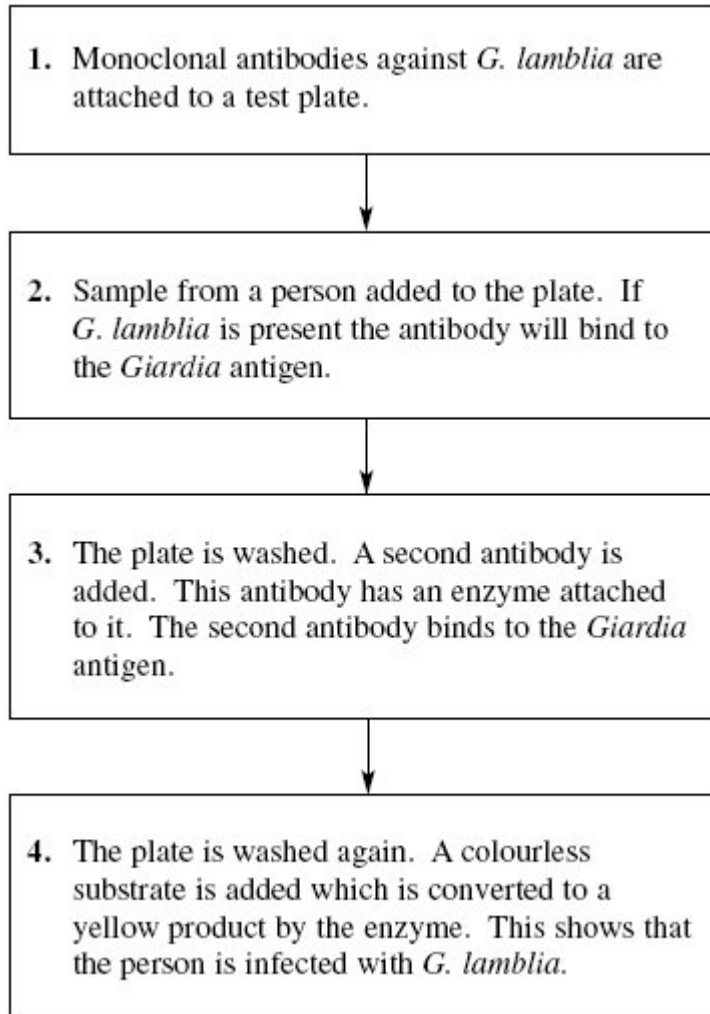 1. Monoclonal antibodies against G. lamblia are
attached to a test plate.
2. Sample from a person added to the plate. If
G. lamblia is present the antibody will bind to
the Giardia antigen.
3. The plate is washed. A second antibody is
added. This antibody has an enzyme attached
to it. The second antibody binds to the Giardia
antigen.
4. The plate is washed again. A colourless
substrate is added which is converted to a
yellow product by the enzyme. This shows that
the person is infected with G. lamblia.